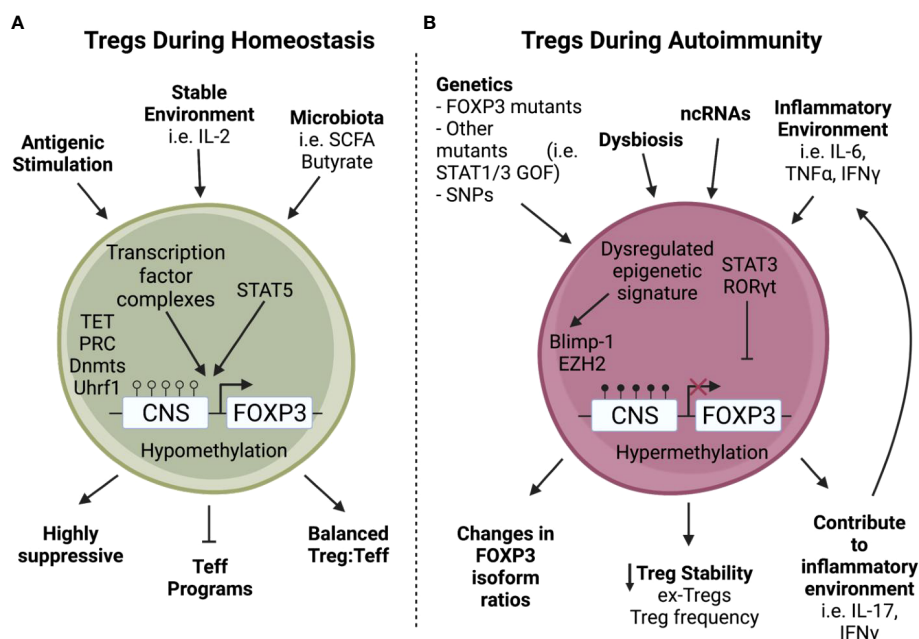 A
Tregs During Homeostasis
Antigenic
Stimulation
Stable
Environment
i.e. IL-2
Microbiota
i.e. SCFA
Butyrate
Transcription
factor
complexes
STAT5
TET
PRC
Dnmts
Uhrf1
CNS
FOXP3
Hypomethylation
Highly
suppressive
Teff
Programs
Balanced
Treg:Teff
B
Tregs During Autoimmunity
Genetics
- FOXP3 mutants
- Other
mutants (i.e.
STAT1/3 GOF)
- SNPs
Dysbiosis
ncRNAs
Inflammatory
Environment
i.e. IL-6,
TNFα, IFNγ
Dysregulated
epigenetic
signature
STAT3
RORγt
Blimp-1
EZH2
CNS
FOXP3
Hypermethylation
Changes in
FOXP3
isoform
ratios
Treg Stability
ex-Tregs
Treg frequency
Contribute
to
inflammatory
environment
i.e. IL-17,
IFNγ